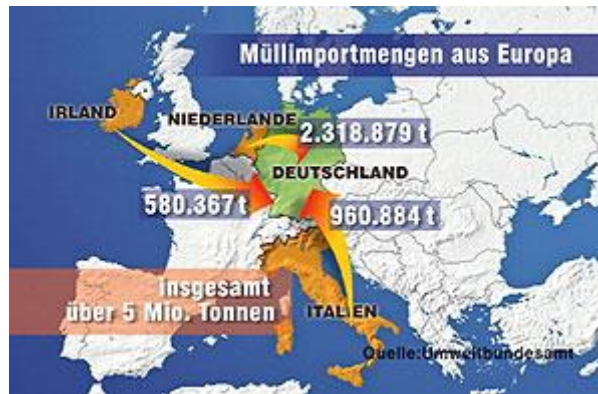 Müllimportmengen aus Europa
IRLAND
NIEDERLANDE
2.318.879 t
DEUTSCHLAND
580.367 t
960.884 t
insgesamt
über 5 Mio. Tonnen
ITALIEN
Quelle:Umweltbundesamt